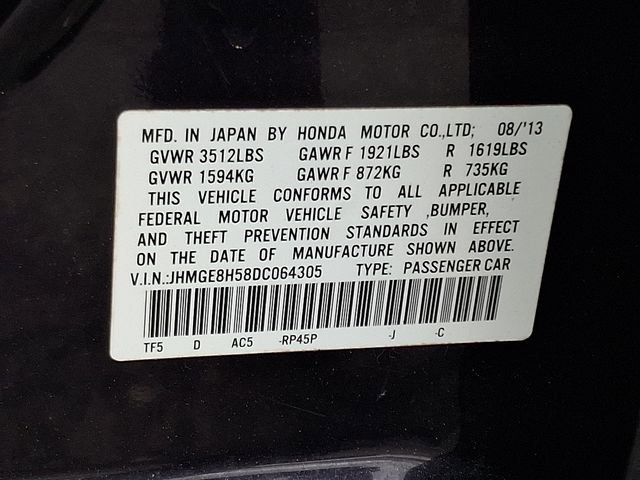 MFD. IN JAPAN BY HONDA MOTOR CO.,LTD; 08/'13
GVWR 3512LBS GAWR F 1921LBS R 1619LBS
GVWR 1594KG GAWR F 872KG R 735KG
THIS VEHICLE CONFORMS TO ALL APPLICABLE
FEDERAL MOTOR VEHICLE SAFETY ,BUMPER,
AND THEFT PREVENTION STANDARDS IN EFFECT
ON THE DATE OF MANUFACTURE SHOWN ABOVE.
V.I.N.:JHMGE8H58DC064305 TYPE: PASSENGER CAR
TF5 D AC5 -RP45P -J -C